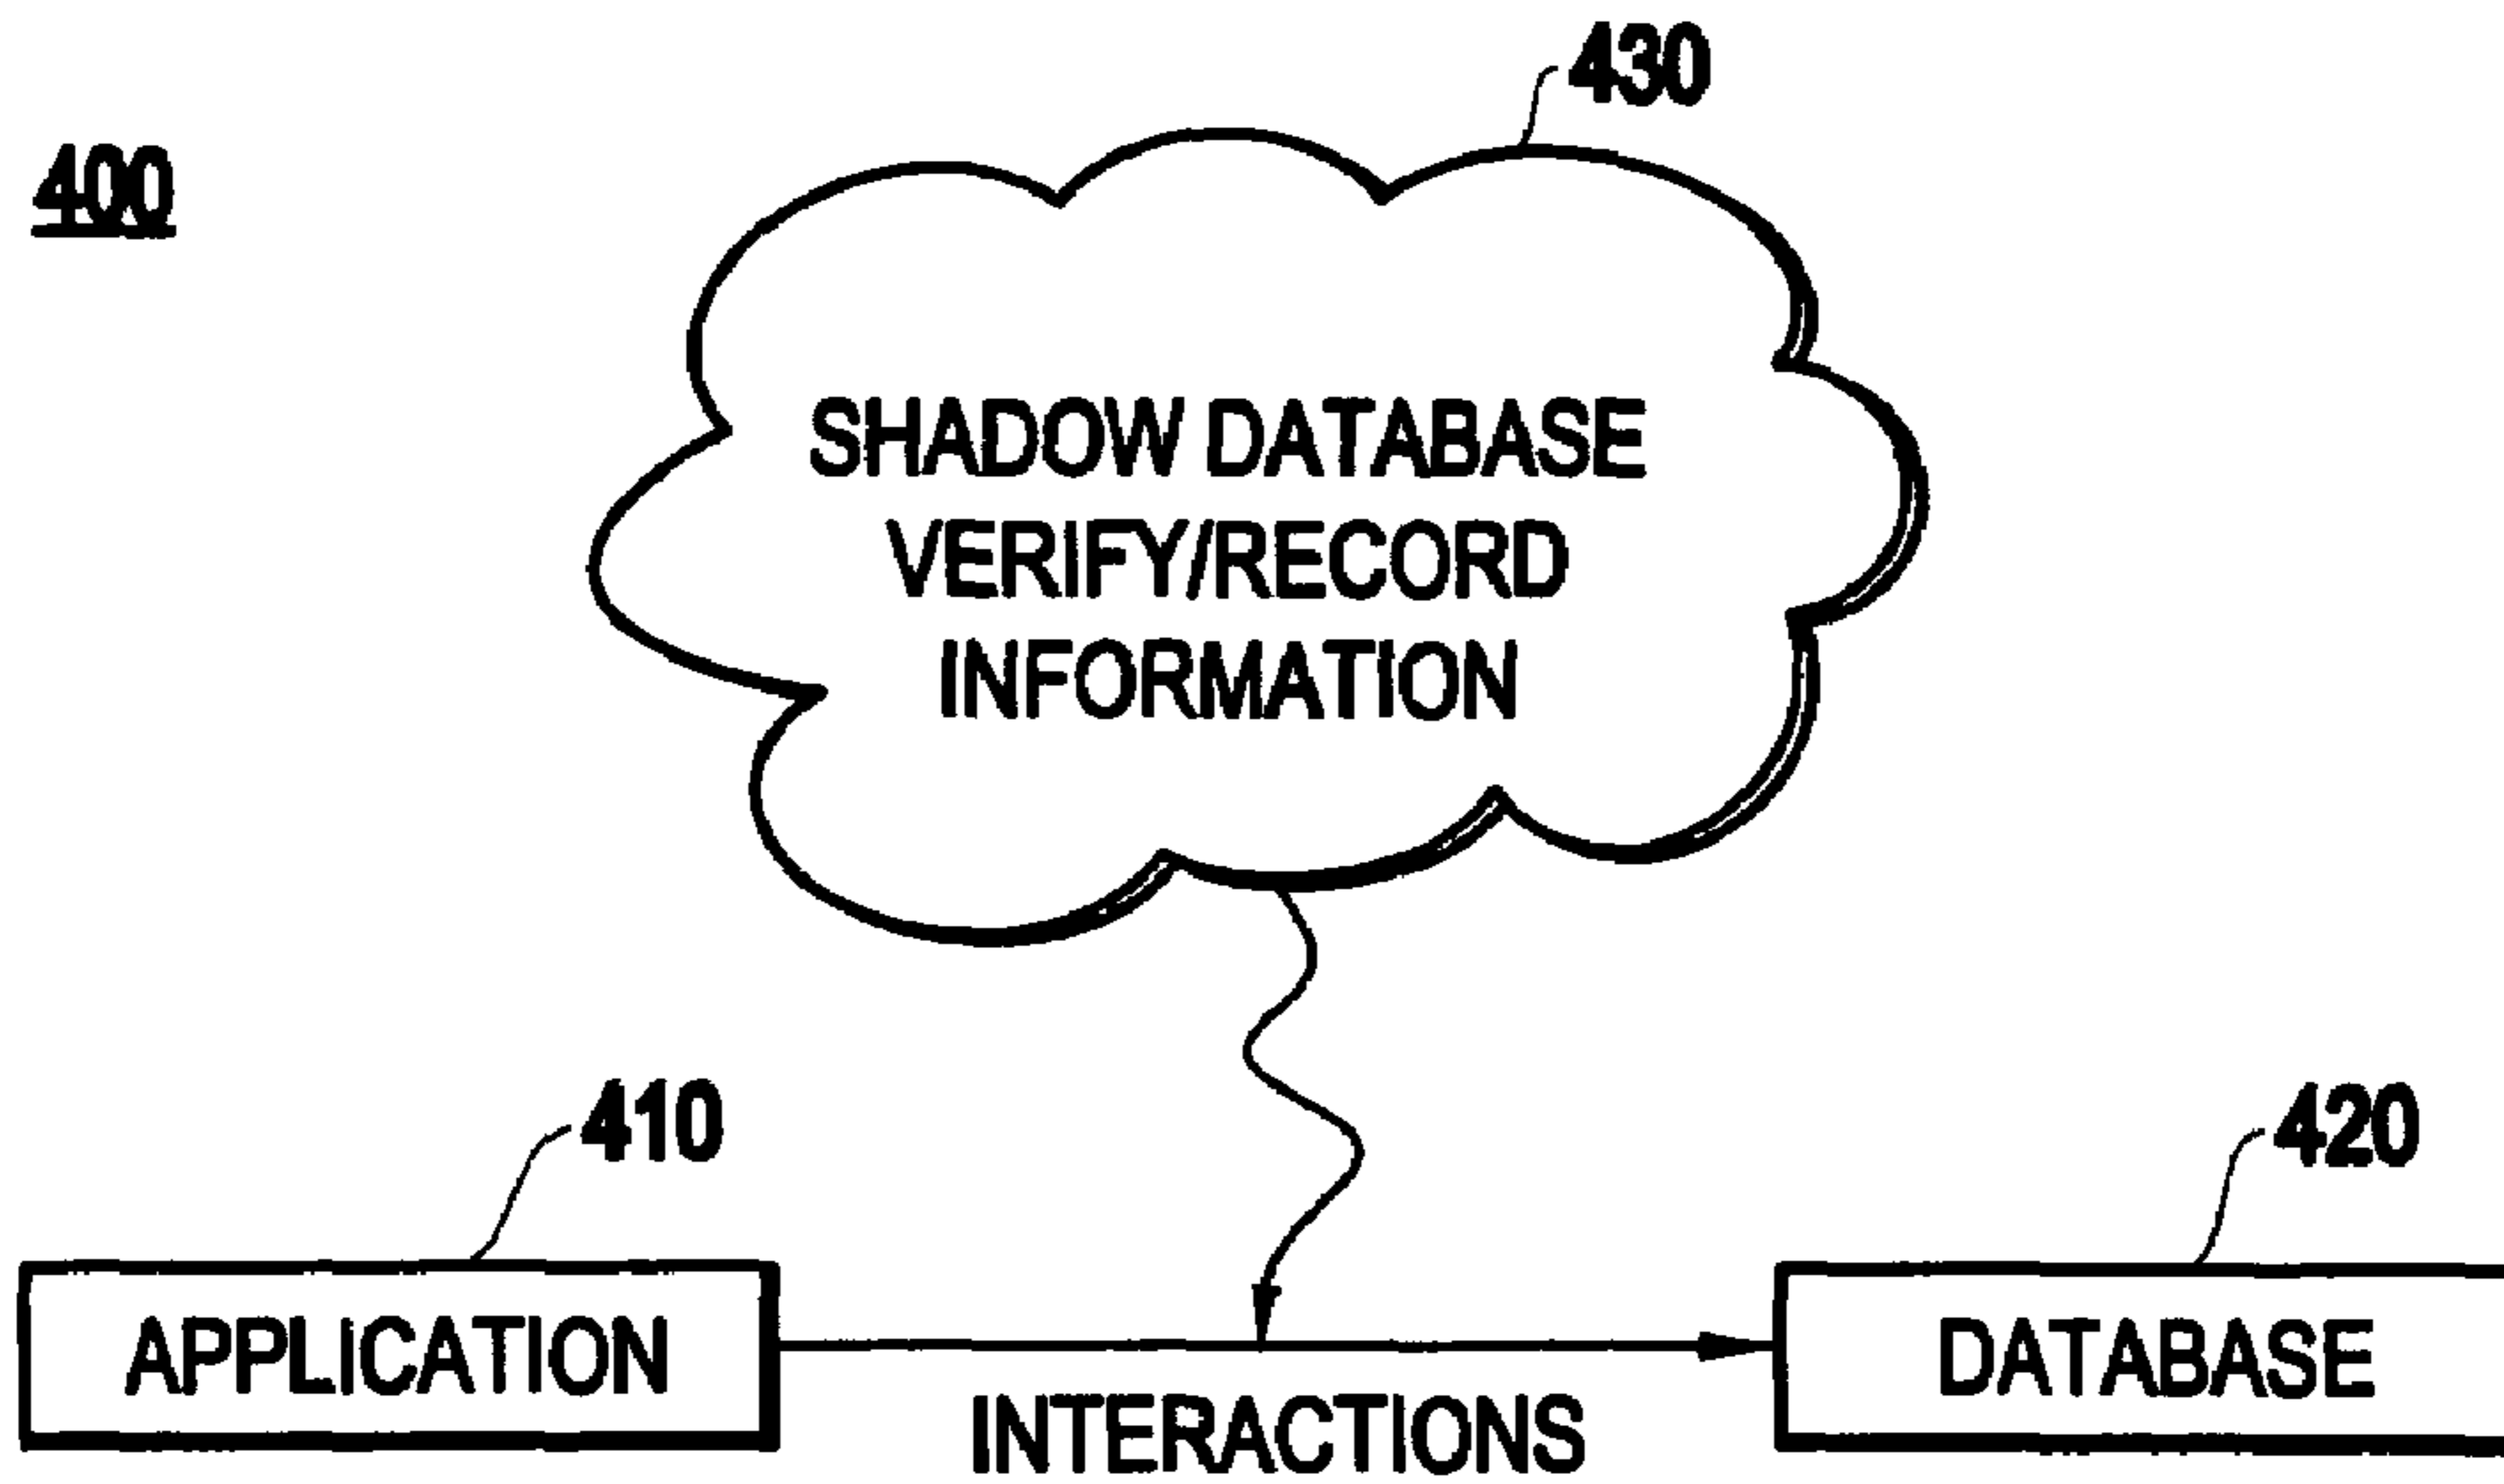 430
400
SHADOW DATABASE
VERIFY/RECORD
INFORMATION
410
420
APPLICATION
DATABASE
INTERACTIONS